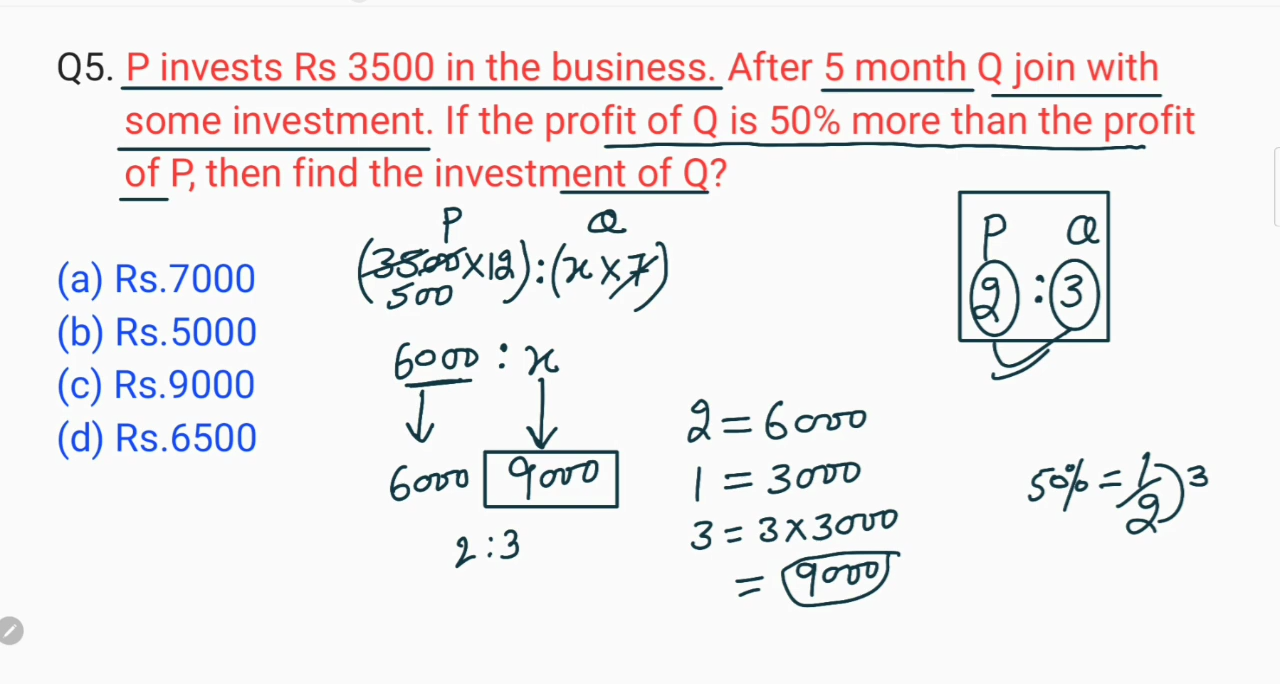 Q5. P invests Rs 3500 in the business. After 5 month Q join with
some investment. If the profit of Q is 50% more than the profit
of P, then find the investment of Q?
(a) Rs.7000
(b) Rs.5000
(c) Rs.9000
(d) Rs.6500
P Q
(3500×12):(x×7)
500
6000 : x
6000 9000
2:3
2 = 6000
1 = 3000
3 = 3×3000
= 9000
P Q
2 : 3
50% = 1/2)3